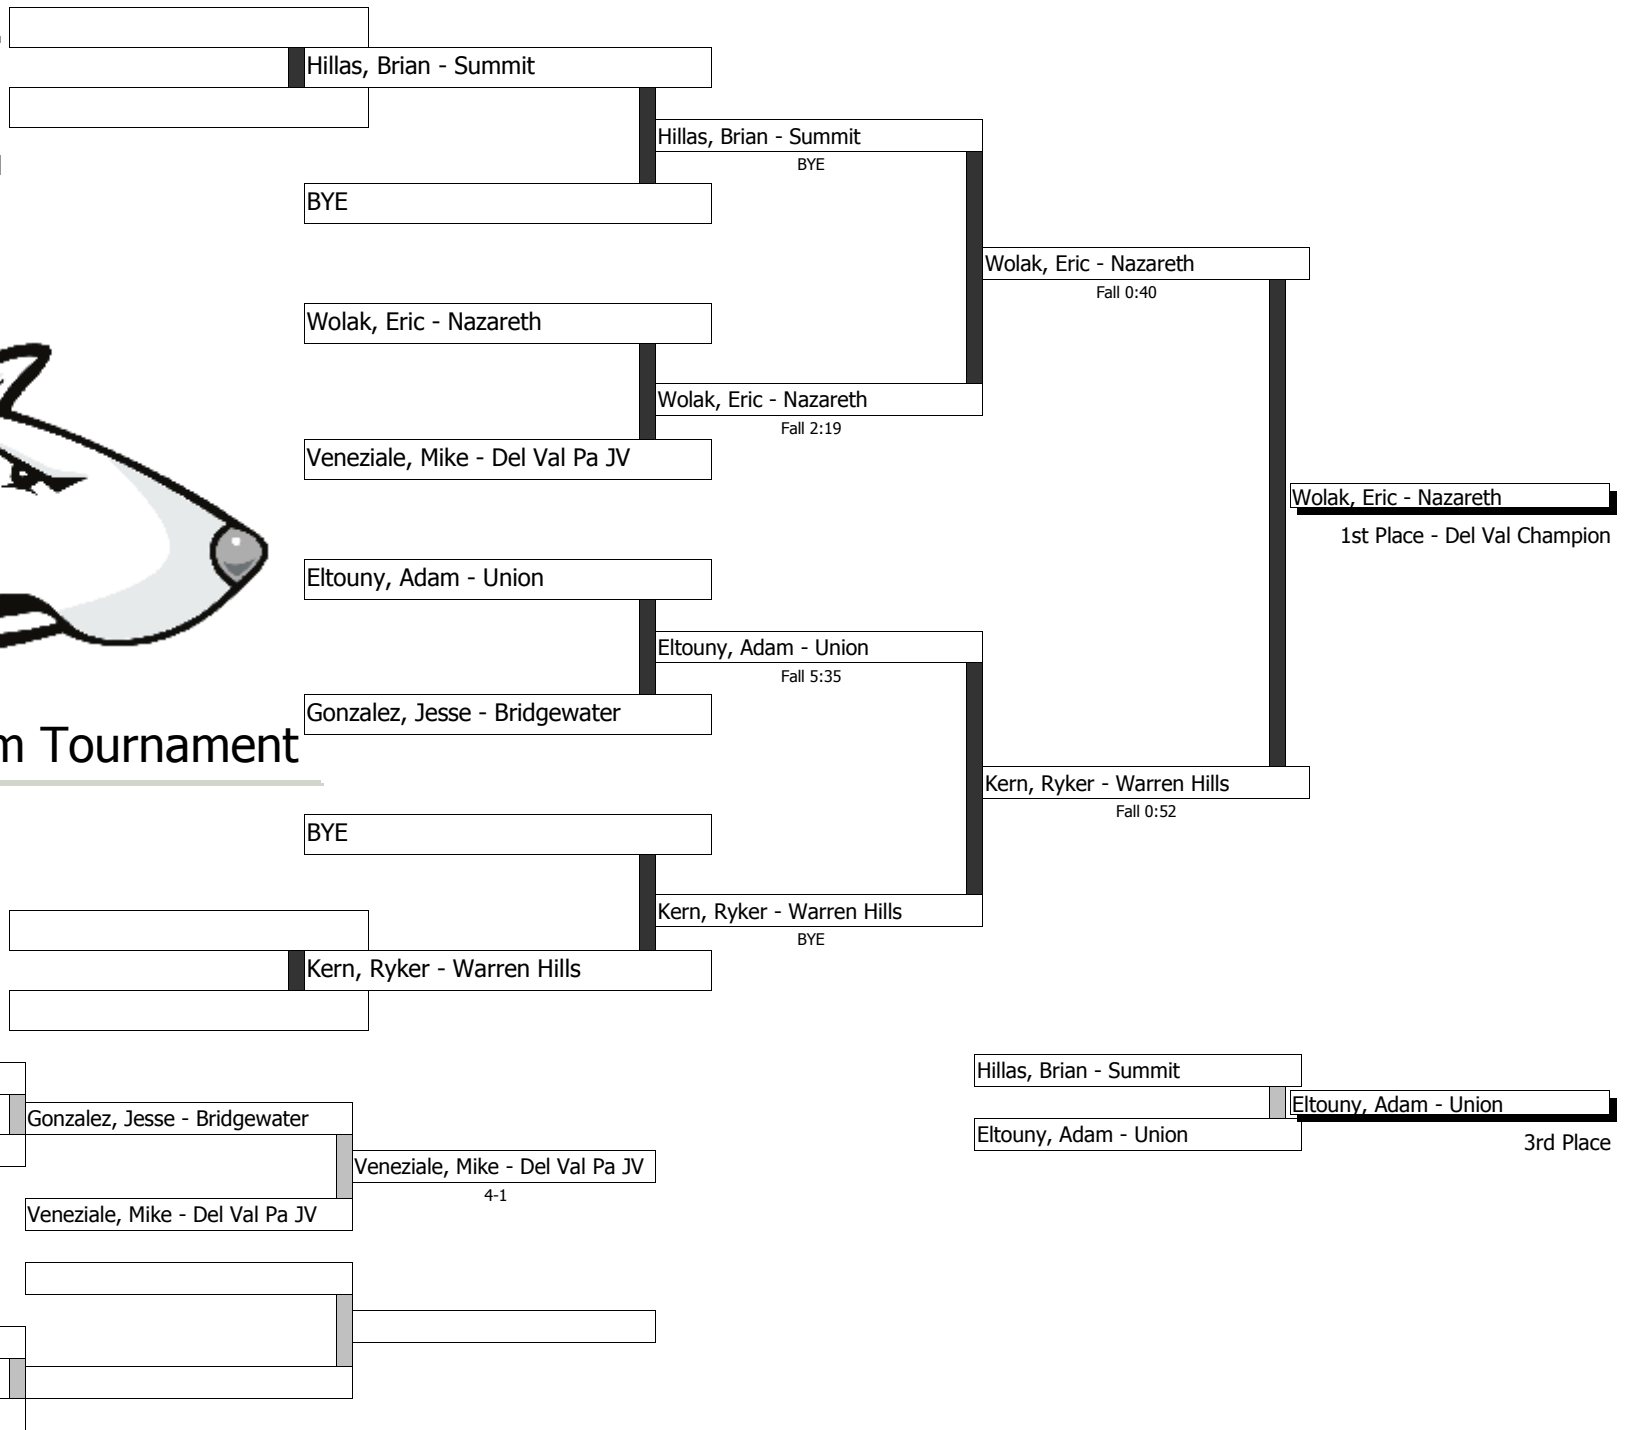 Hillas, Brian - Summit
Hillas, Brian - Summit
BYE
BYE
Wolak, Eric - Nazareth
Fall 0:40
Wolak, Eric - Nazareth
Wolak, Eric - Nazareth
Fall 2:19
Veneziale, Mike - Del Val Pa JV
Wolak, Eric - Nazareth
1st Place - Del Val Champion
Eltouny, Adam - Union
Eltouny, Adam - Union
Fall 5:35
Gonzalez, Jesse - Bridgewater
m Tournament
Kern, Ryker - Warren Hills
Fall 0:52
BYE
Kern, Ryker - Warren Hills
BYE
Kern, Ryker - Warren Hills
Hillas, Brian - Summit
Eltouny, Adam - Union
Eltouny, Adam - Union
3rd Place
Gonzalez, Jesse - Bridgewater
Veneziale, Mike - Del Val Pa JV
4-1
Veneziale, Mike - Del Val Pa JV